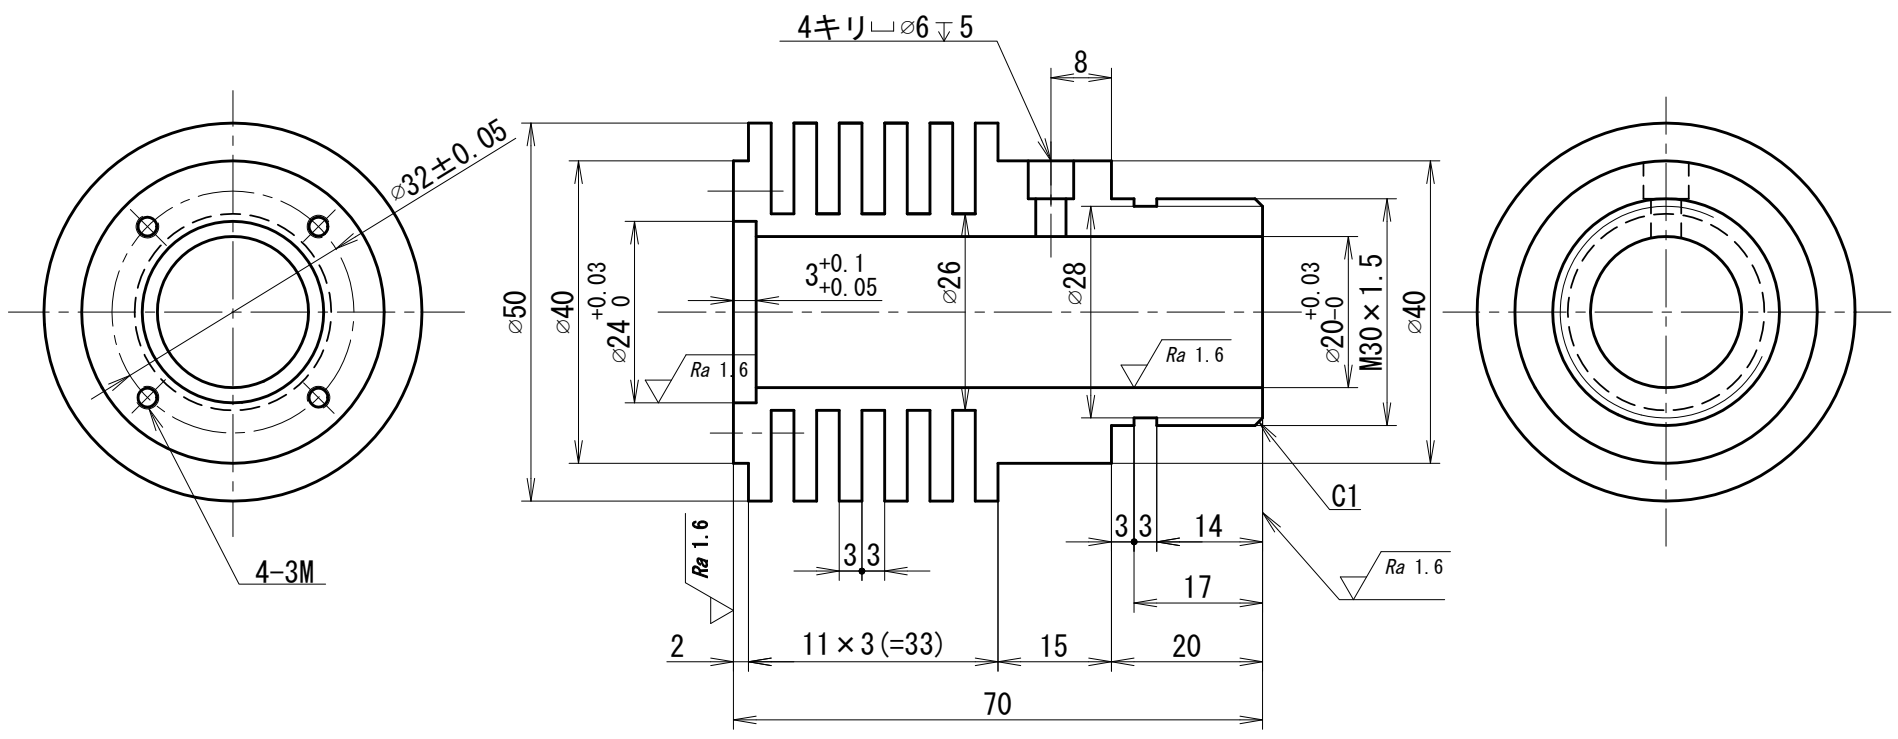 4キリ⌴⌀6↧5
8
⌀32±0.05
⌀50
⌀40
⌀24 +0.03 0
3 +0.1 +0.05
⌀26
⌀28
⌀20 +0.03 -0
M30×1.5
⌀40
Ra 1.6
Ra 1.6
C1
4-3M
Ra 1.6
3 3
3 3 14
Ra 1.6
17
2 11×3(=33) 15 20
70